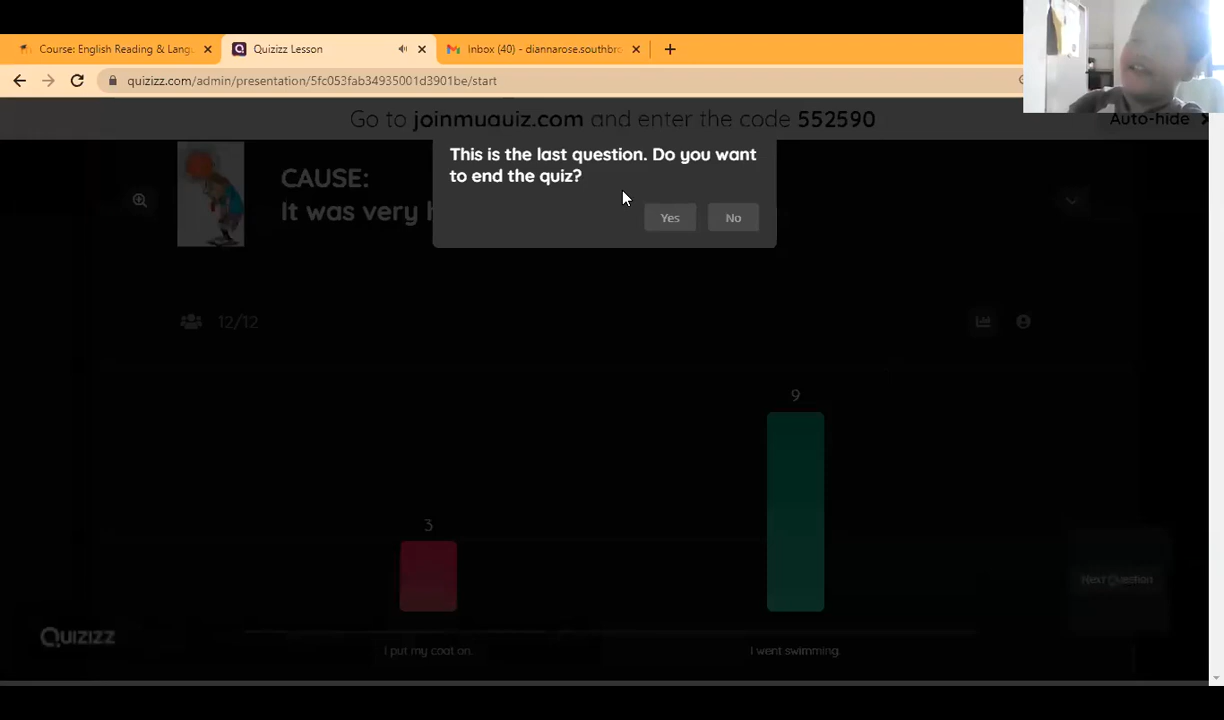 Course: English Reading & Lang
Quizizz Lesson
Inbox (40) - diannarose.southbro
quizizz.com/admin/presentation/5fc053fab34935001d3901be/start
Go to joinmyquiz.com and enter the code 552590
Auto-hide
This is the last question. Do you want
to end the quiz?
Yes
No
CAUSE:
It was very
12/12
9
3
Next Question
Quizizz
I put my coat on.
I went swimming.